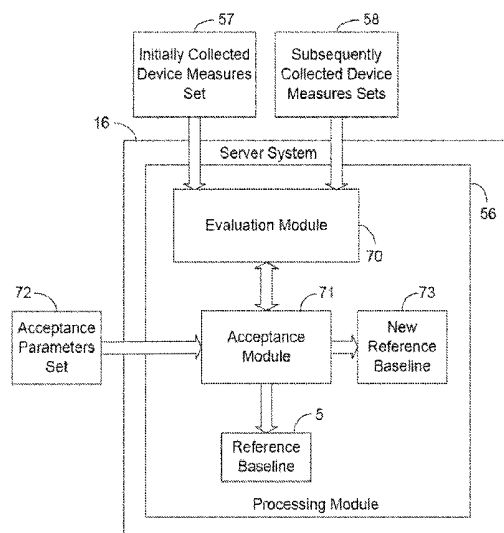 57
58
Initially Collected
Device Measures
Set
Subsequently
Collected Device
Measures Sets
16
Server System
56
Evaluation Module
70
72
71
73
Acceptance
Parameters
Set
Acceptance
Module
New
Reference
Baseline
5
Reference
Baseline
Processing Module